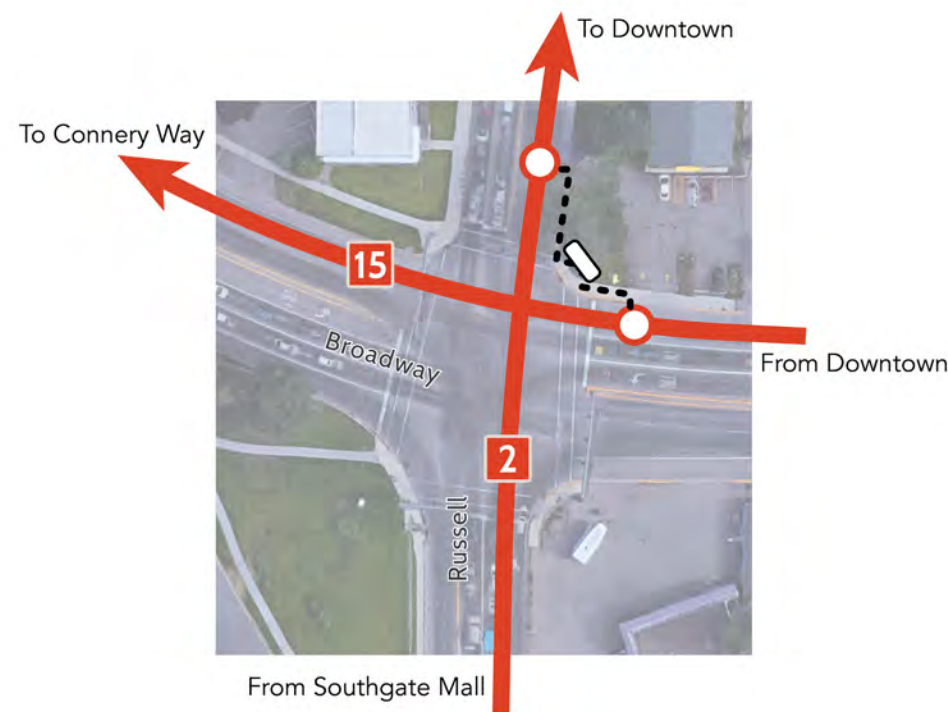 To Downtown
To Connery Way
15
Broadway
From Downtown
2
Russell
From Southgate Mall